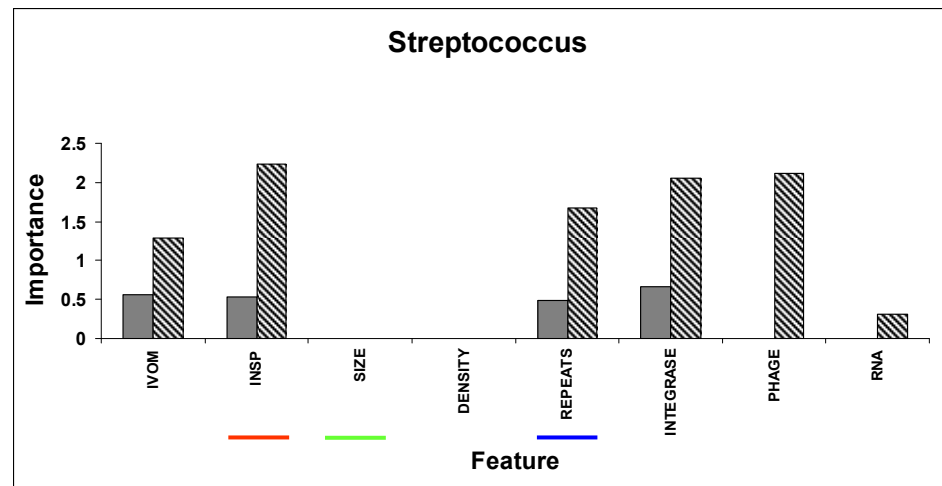 Streptococcus
Importance
2.5
2
1.5
1
0.5
0
IVOM
INSP
SIZE
DENSITY
REPEATS
INTEGRASE
PHAGE
RNA
Feature